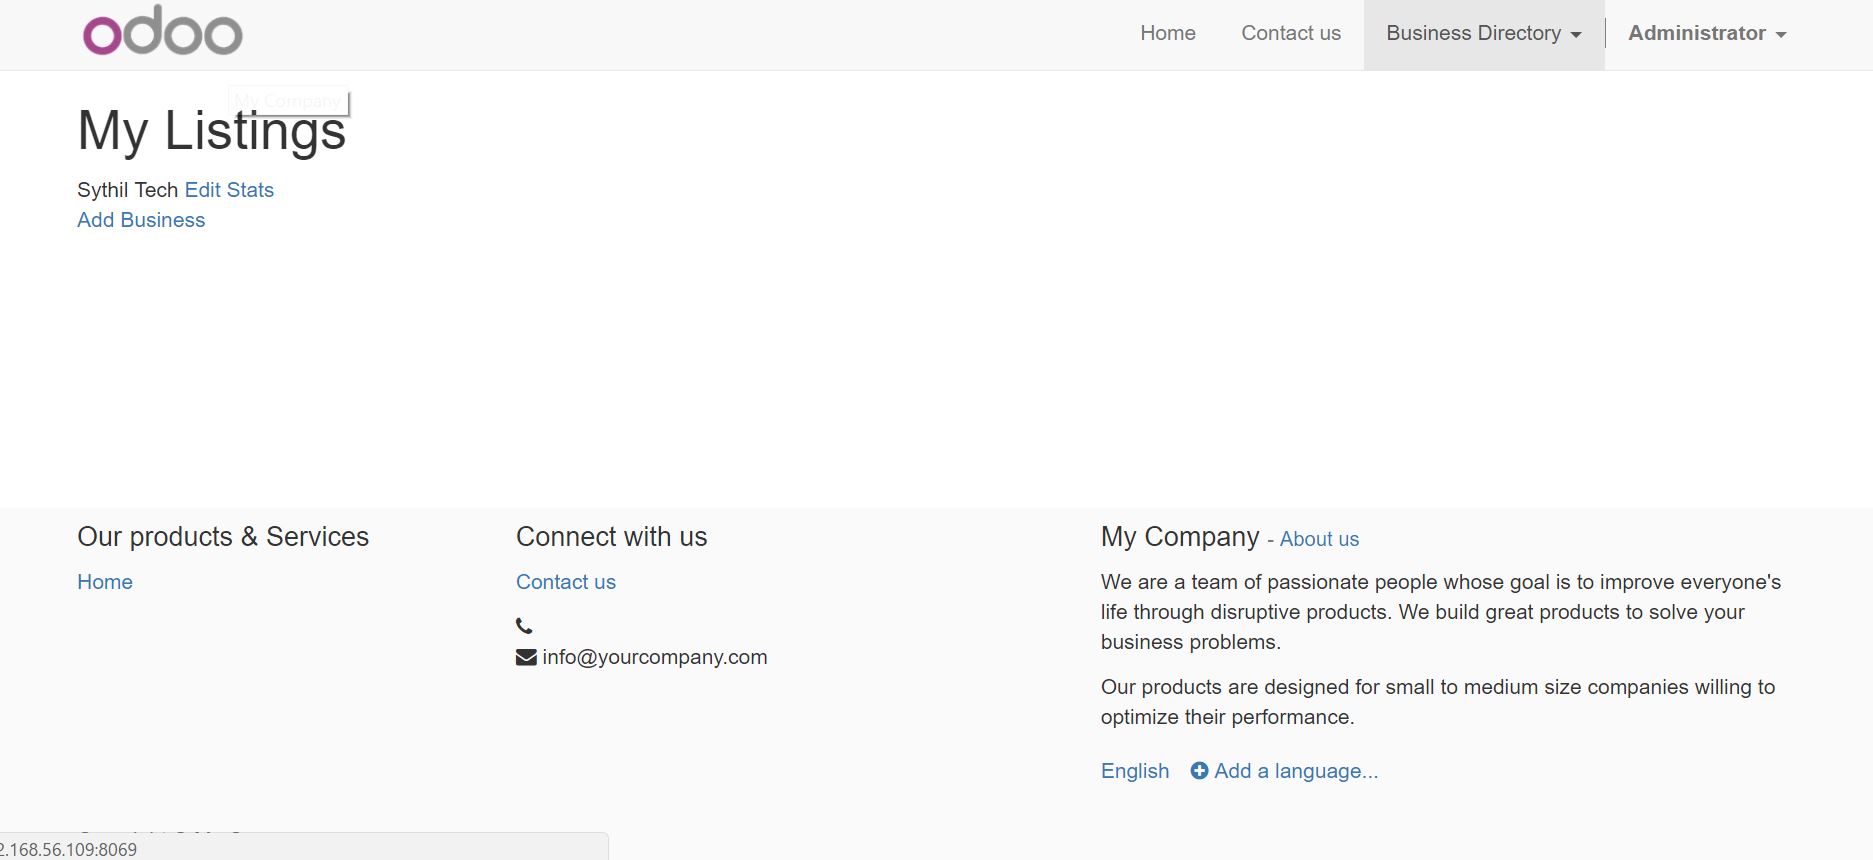 odoo
Home
Contact us
Business Directory
Administrator
My Company
My Listings
Sythil Tech Edit Stats
Add Business
Our products & Services
Home
Connect with us
Contact us
info@yourcompany.com
My Company - About us
We are a team of passionate people whose goal is to improve everyone's
life through disruptive products. We build great products to solve your
business problems.
Our products are designed for small to medium size companies willing to
optimize their performance.
English Add a language...
2.168.56.109:8069